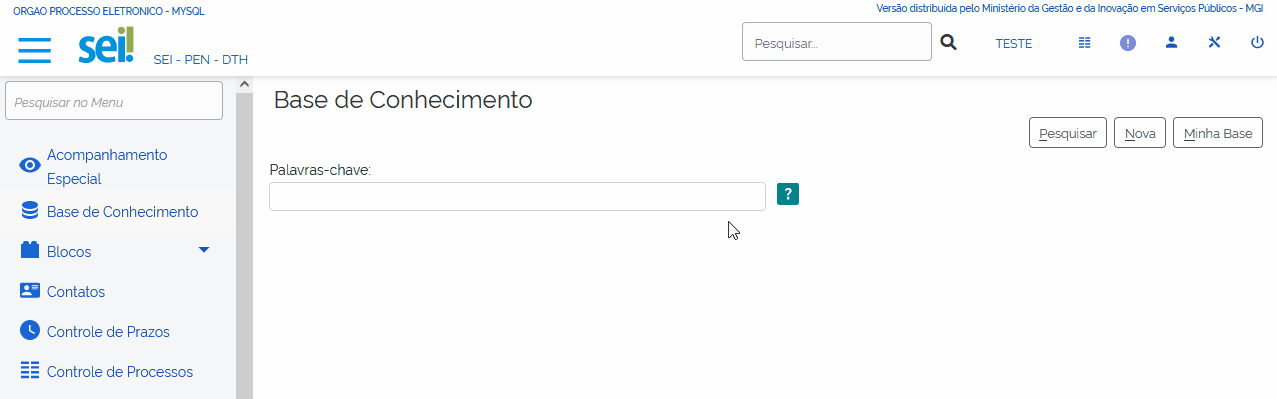 ORGAO PROCESSO ELETRONICO - MYSQL
Versão distribuída pelo Ministério da Gestão e da Inovação em Serviços Públicos - MGI
sei!
SEI - PEN - DTH
Pesquisar...
TESTE
Pesquisar no Menu
Acompanhamento
Especial
Base de Conhecimento
Blocos
Contatos
Controle de Prazos
Controle de Processos
Base de Conhecimento
Pesquisar
Nova
Minha Base
Palavras-chave:
?